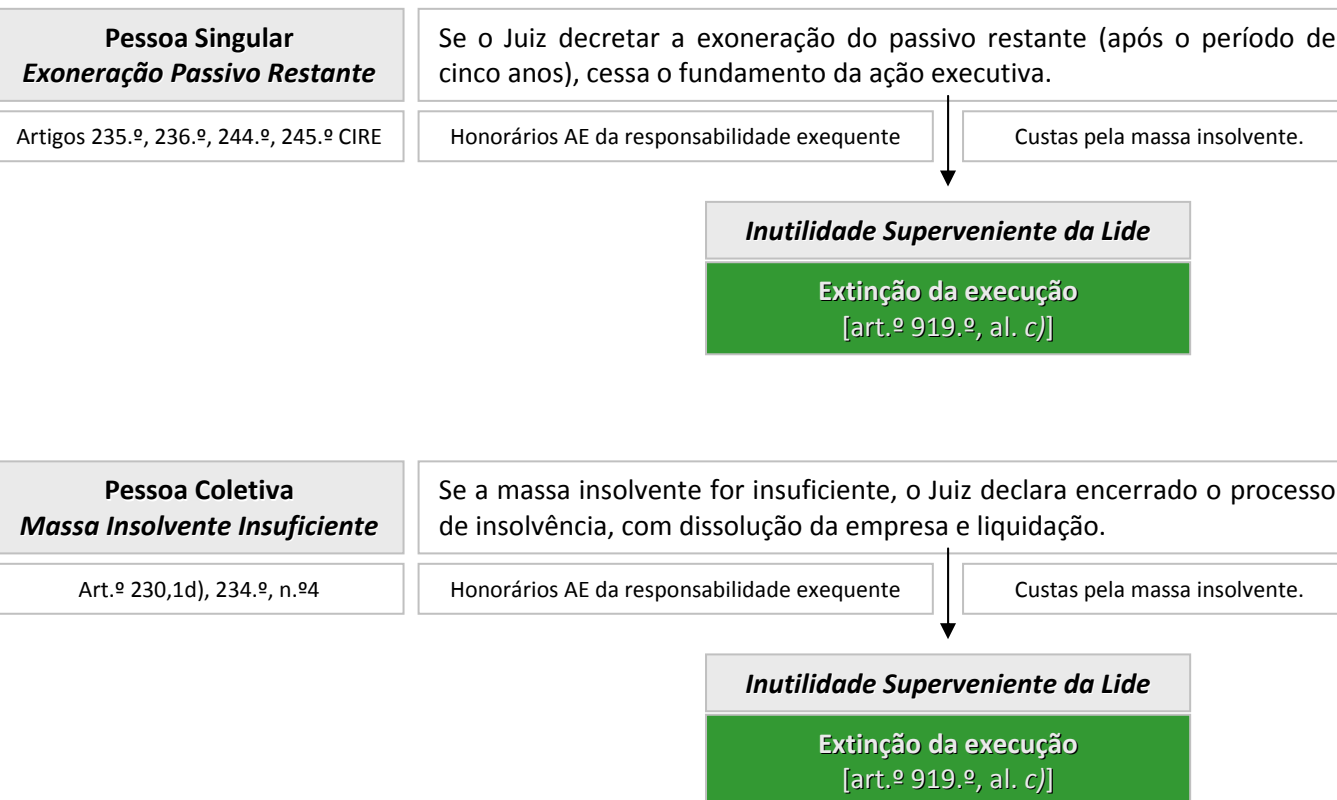 Pessoa Singular
Exoneração Passivo Restante
Se o Juiz decretar a exoneração do passivo restante (após o período de
cinco anos), cessa o fundamento da ação executiva.
Artigos 235.º, 236.º, 244.º, 245.º CIRE
Honorários AE da responsabilidade exequente
Custas pela massa insolvente.
Inutilidade Superveniente da Lide
Extinção da execução
[art.º 919.º, al. c)]
Pessoa Coletiva
Massa Insolvente Insuficiente
Se a massa insolvente for insuficiente, o Juiz declara encerrado o processo
de insolvência, com dissolução da empresa e liquidação.
Art.º 230,1d), 234.º, n.º4
Honorários AE da responsabilidade exequente
Custas pela massa insolvente.
Inutilidade Superveniente da Lide
Extinção da execução
[art.º 919.º, al. c)]